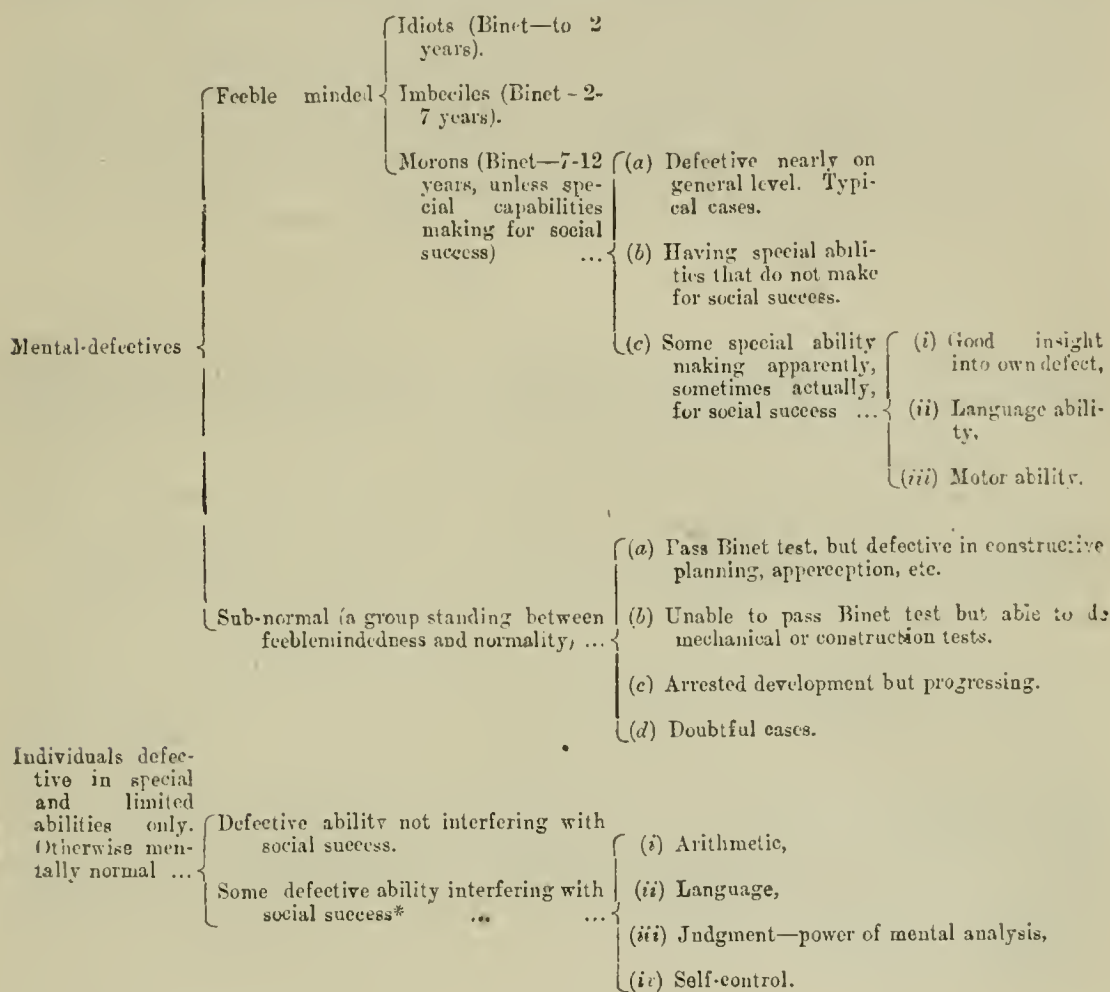 Idiots (Binet—to 2
years).
Feeble minded
Imbeciles (Binet - 2-
7 years).
Morons (Binet—7-12
years, unless spe-
cial capabilities
making for social
success) ...
(a) Defective nearly on
general level. Typi-
cal cases.
(b) Having special abili-
ties that do not make
for social success.
(c) Some special ability
making apparently,
sometimes actually,
for social success ...
(i) Good insight
into own defect,
(ii) Language abili-
ty,
(iii) Motor ability.
Mental-defectives
Sub-normal (a group standing between
feeblemindedness and normality, ...
(a) Pass Binet test, but defective in constructive
planning, apperception, etc.
(b) Unable to pass Binet test but able to do
mechanical or construction tests.
(c) Arrested development but progressing.
(d) Doubtful cases.
Individuals defec-
tive in special
and limited
abilities only.
Otherwise men-
tally normal ...
Defective ability not interfering with
social success.
Some defective ability interfering with
social success* ... ...
(i) Arithmetic,
(ii) Language,
(iii) Judgment—power of mental analysis,
(iv) Self-control.